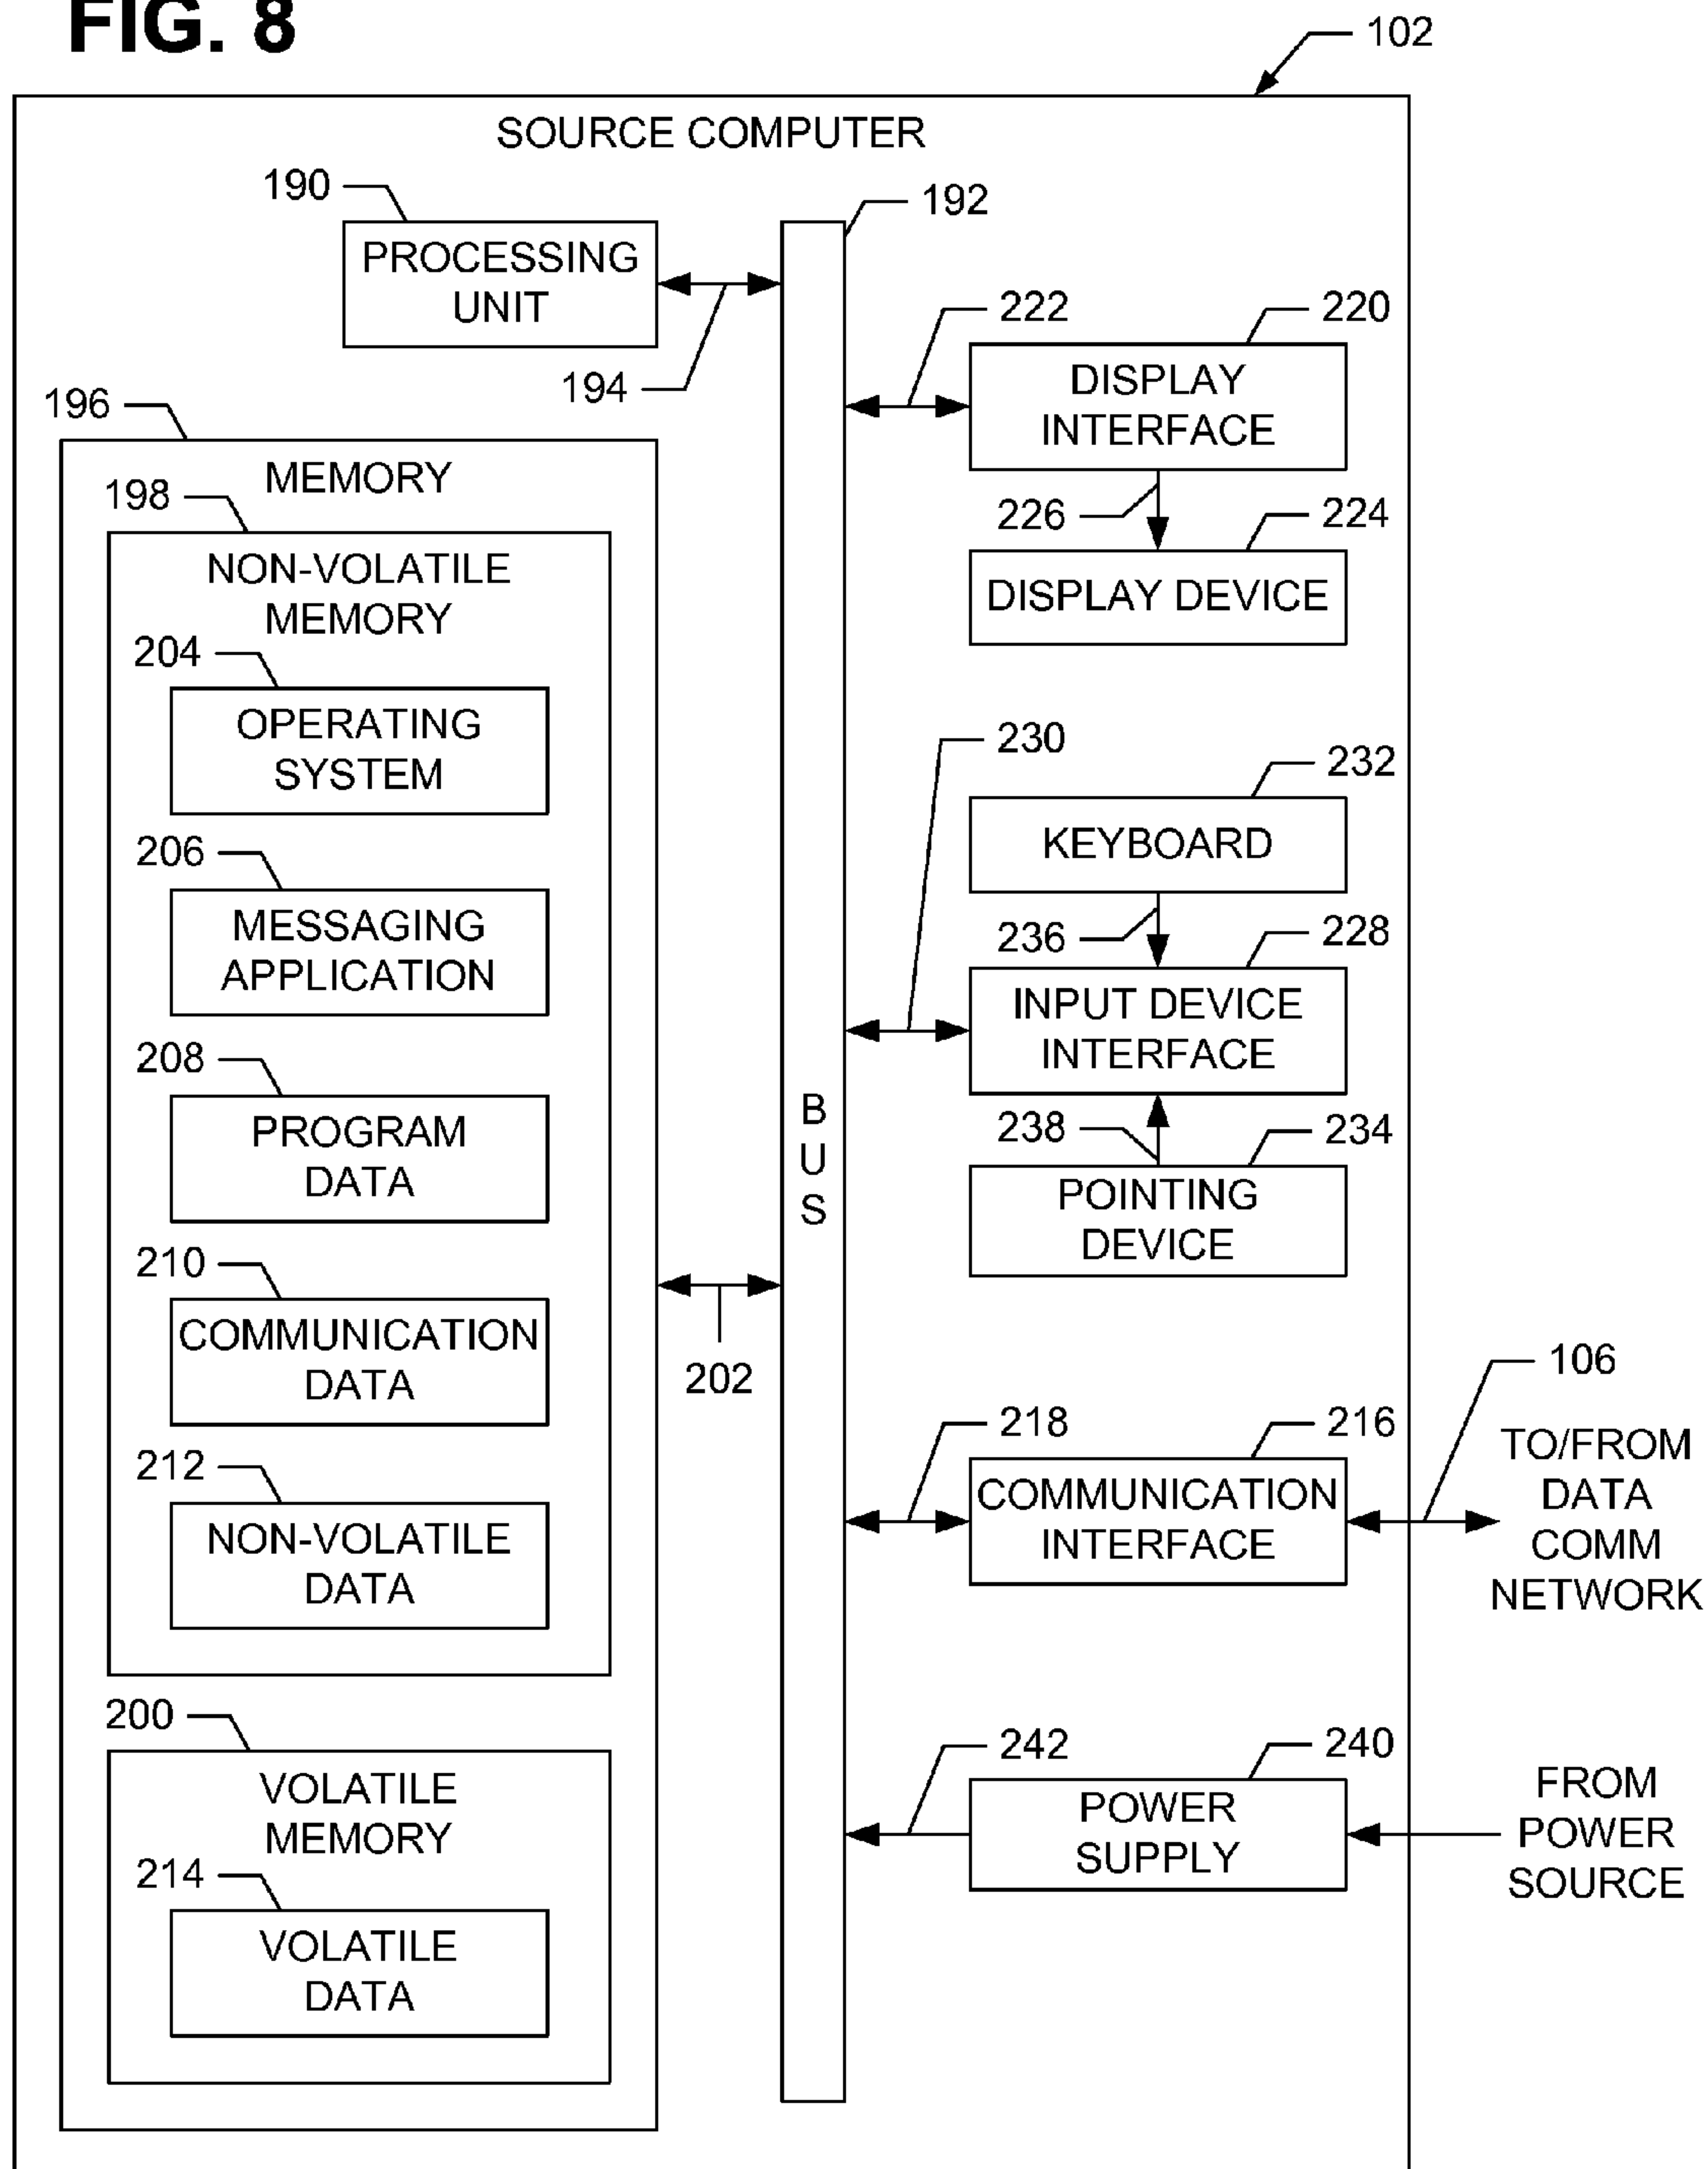 FIG. 8
102
SOURCE COMPUTER
190
192
PROCESSING
UNIT
194
222
220
DISPLAY
INTERFACE
196
MEMORY
198
226
224
DISPLAY DEVICE
NON-VOLATILE
MEMORY
204
OPERATING
SYSTEM
230
232
KEYBOARD
206
MESSAGING
APPLICATION
236
228
INPUT DEVICE
INTERFACE
208
PROGRAM
DATA
B
U
S
238
234
POINTING
DEVICE
210
COMMUNICATION
DATA
202
106
TO/FROM
DATA
COMM
NETWORK
218
216
COMMUNICATION
INTERFACE
212
NON-VOLATILE
DATA
200
VOLATILE
MEMORY
242
240
POWER
SUPPLY
FROM
POWER
SOURCE
214
VOLATILE
DATA